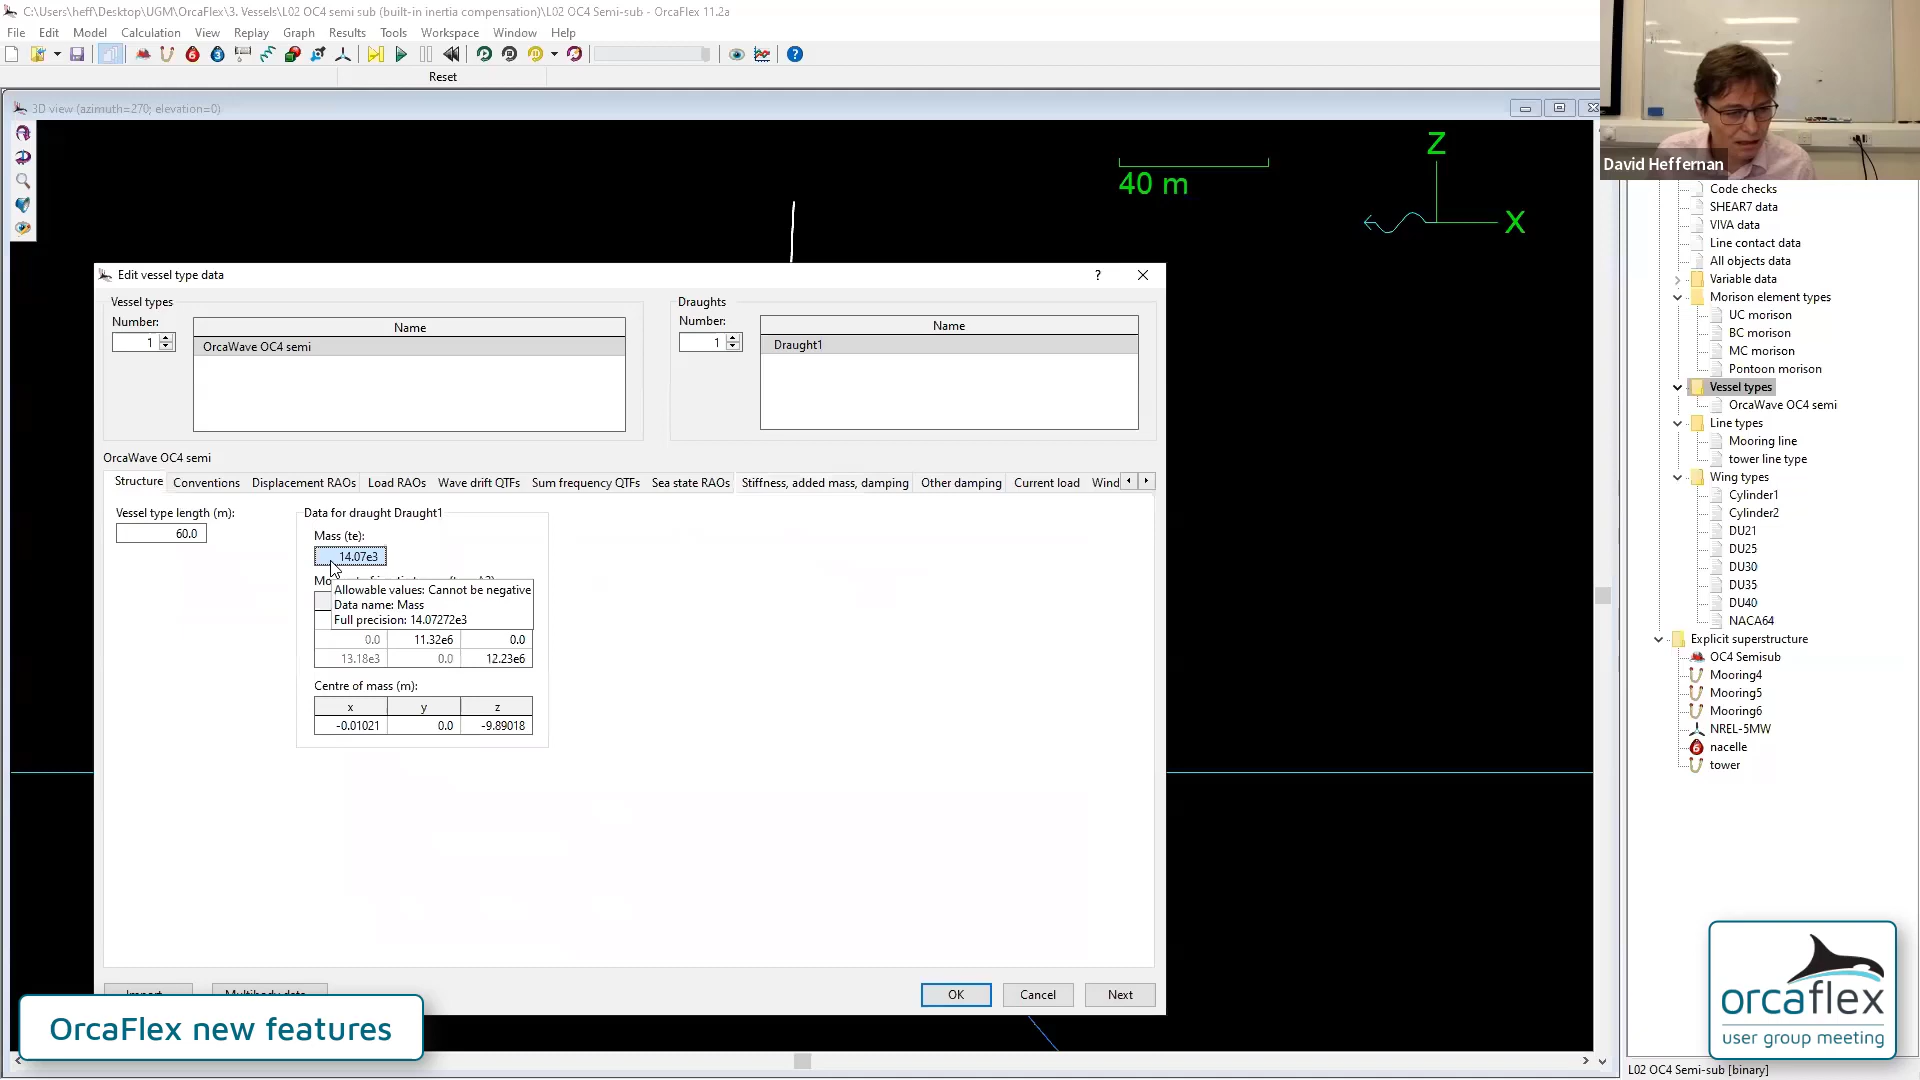 C:\Users\heff\Desktop\UGM\OrcaFlex\3. Vessels\L02 OC4 semi sub (built-in inertia compensation)\L02 OC4 Semi-sub - OrcaFlex 11.2a
File Edit Model Calculation View Replay Graph Results Tools Workspace Window Help
Reset
3D view (azimuth=270; elevation=0)
40 m
Z
X
David Heffernan
Edit vessel type data
?
Vessel types
Number:
1
Name
OrcaWave OC4 semi
Draughts
Number:
1
Name
Draught1
OrcaWave OC4 semi
Structure Conventions Displacement RAOs Load RAOs Wave drift QTFs Sum frequency QTFs Sea state RAOs Stiffness, added mass, damping Other damping Current load Wind
Vessel type length (m):
60.0
Data for draught Draught1
Mass (te):
14.07e3
Allowable values: Cannot be negative
Data name: Mass
Full precision: 14.07272e3
0.0 11.32e6 0.0
13.18e3 0.0 12.23e6
Centre of mass (m):
x y z
-0.01021 0.0 -9.89018
OK Cancel Next
Code checks
SHEAR7 data
VIVA data
Line contact data
All objects data
Variable data
Morison element types
UC morison
BC morison
MC morison
Pontoon morison
Vessel types
OrcaWave OC4 semi
Line types
Mooring line
tower line type
Wing types
Cylinder1
Cylinder2
DU21
DU25
DU30
DU35
DU40
NACA64
Explicit superstructure
OC4 Semisub
Mooring4
Mooring5
Mooring6
NREL-5MW
nacelle
tower
OrcaFlex new features
orcaflex
user group meeting
L02 OC4 Semi-sub [binary]